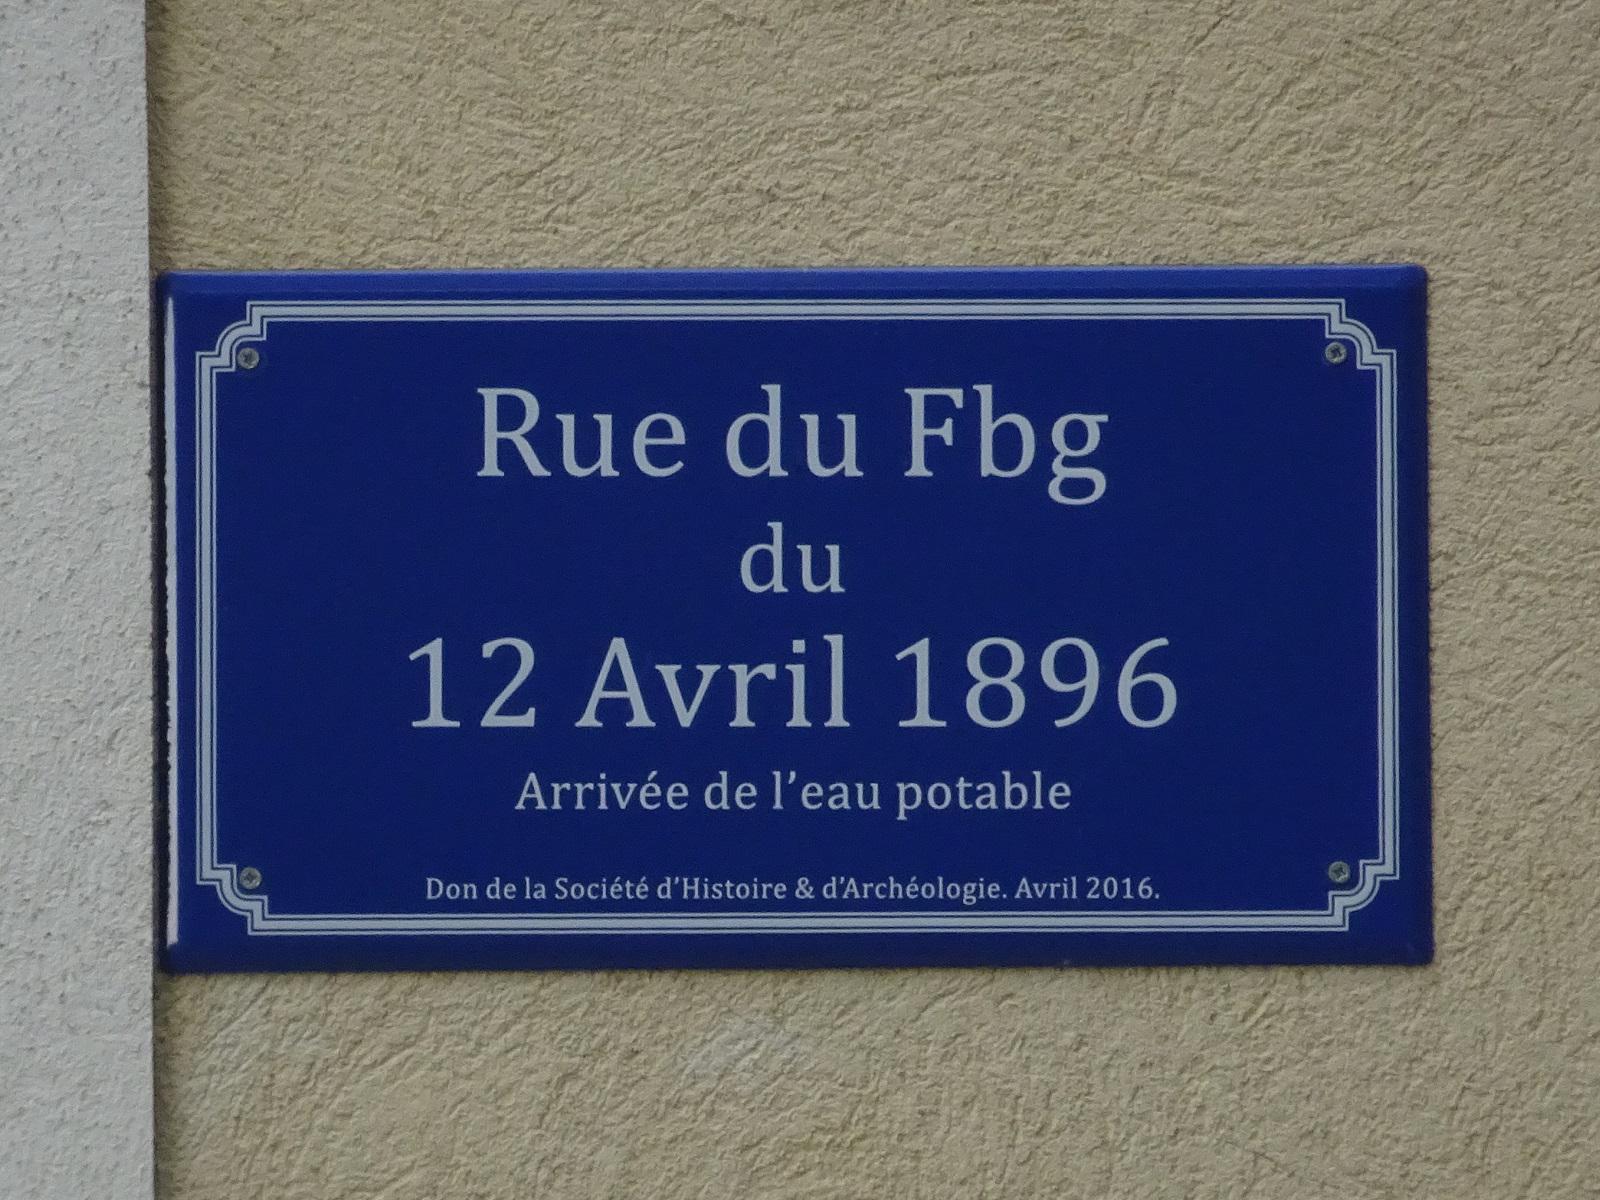 Rue du Fbg
du
12 Avril 1896
Arrivée de l’eau potable
Don de la Société d’Histoire & d’Archéologie. Avril 2016.